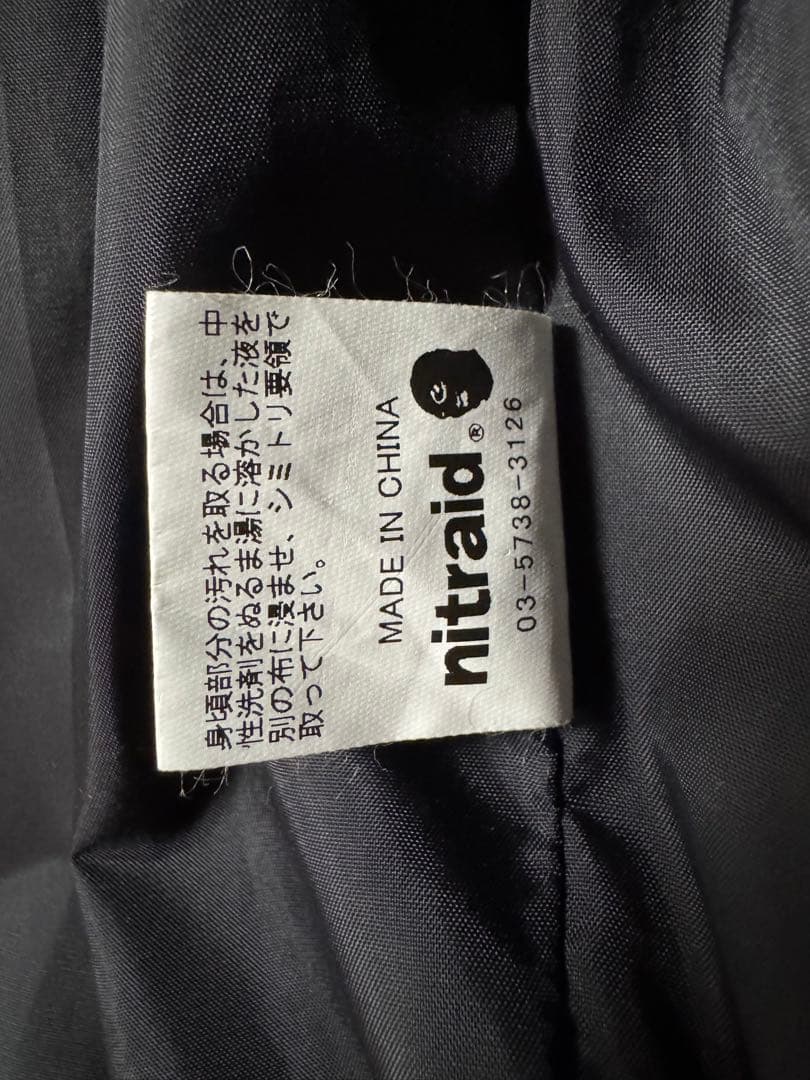 身頃部分の汚れを取る場合は、中
性洗剤をぬるま湯に溶かした液を
別の布に浸ませ、シミトリ要領で
取って下さい。
MADE IN CHINA
nitraid®
03-5738-3126